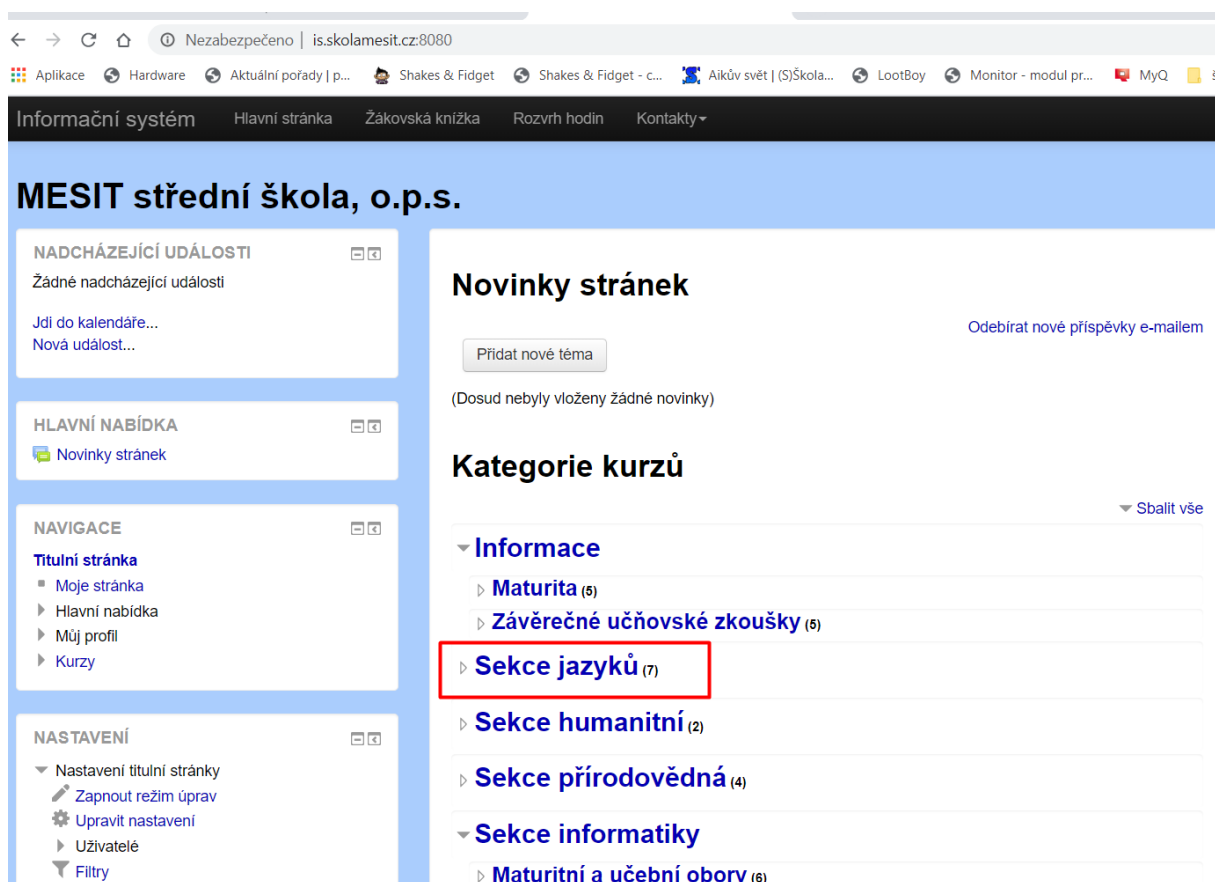 Nezabezpečeno | is.skolamesit.cz:8080
Aplikace Hardware Aktuální pořady | p... Shakes & Fidget Shakes & Fidget - c... Aikův svět | (S)Škola... LootBoy Monitor - modul pr... MyQ
Informační systém Hlavní stránka Žákovská knížka Rozvrh hodin Kontakty
MESIT střední škola, o.p.s.
NADCHÁZEJÍCÍ UDÁLOSTI
Žádné nadcházející události
Jdi do kalendáře...
Nová událost...
HLAVNÍ NABÍDKA
Novinky stránek
NAVIGACE
Titulní stránka
Moje stránka
Hlavní nabídka
Můj profil
Kurzy
NASTAVENÍ
Nastavení titulní stránky
Zapnout režim úprav
Upravit nastavení
Uživatelé
Filtry
Novinky stránek
Odebírat nové příspěvky e-mailem
Přidat nové téma
(Dosud nebyly vloženy žádné novinky)
Kategorie kurzů
Sbalit vše
Informace
Maturita (5)
Závěrečné učňovské zkoušky (5)
Sekce jazyků (7)
Sekce humanitní (2)
Sekce přírodovědná (4)
Sekce informatiky
Maturitní a učební obory (6)